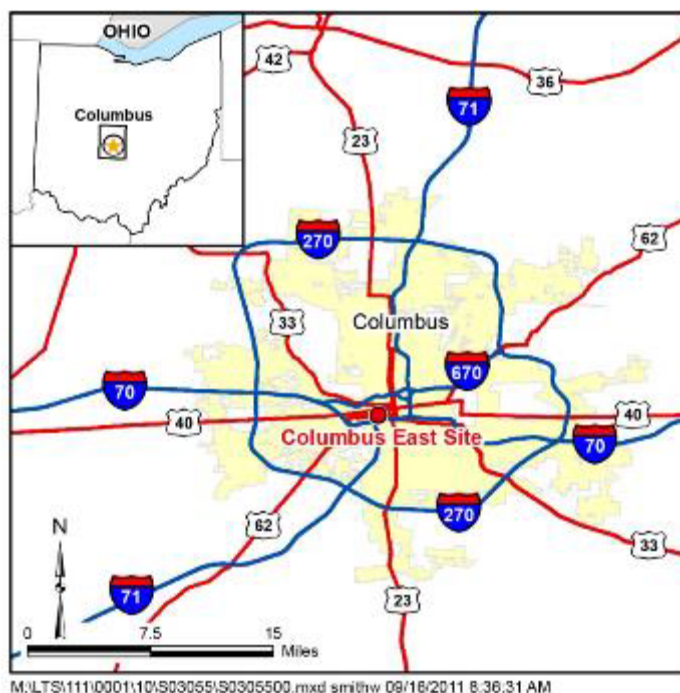 OHIO
Columbus
42
36
71
23
270
62
33
Columbus
670
70
40
40
Columbus East Site
70
270
62
33
N
71
23
0 7.5 15
Miles
M:\LTS\111\0001\10\S03055\S0305500.mxd smithw 09/16/2011 8:36:31 AM